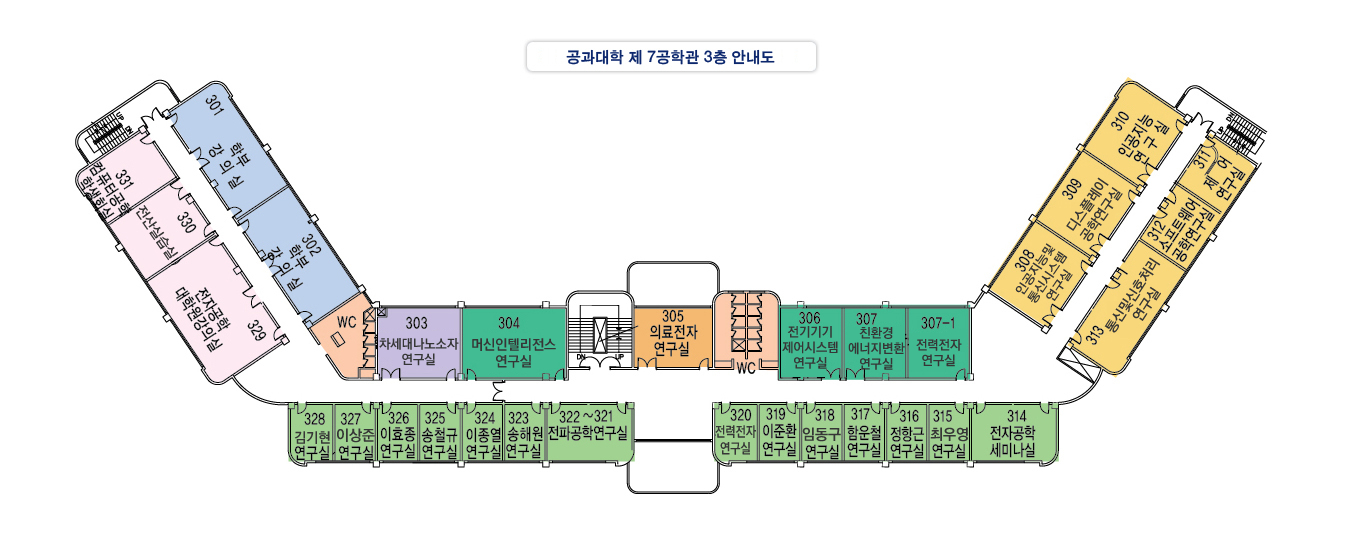 공과대학 제 7공학관 3층 안내도
301
학부
강의실
302
학부
강의실
331
컴퓨터공학
학생회실
330
전산실습실
전자공학
대학원강의실
329
WC
303
차세대나노소자
연구실
304
머신인텔리전스
연구실
DN
UP
305
의료전자
연구실
WC
306
전기기기
제어시스템
연구실
307
친환경
에너지변환
연구실
307-1
전력전자
연구실
308
인공지능및
통신시스템
연구실
309
디스플레이
공학연구실
310
인공지능
연구실
311
제어
연구실
312
소프트웨어
공학연구실
313
통신및신호처리
연구실
328
김기현
연구실
327
이상준
연구실
326
이효종
연구실
325
송철규
연구실
324
이종열
연구실
323
송해원
연구실
322~321
전파공학연구실
320
전력전자
연구실
319
이준환
연구실
318
임동구
연구실
317
함운철
연구실
316
정항근
연구실
315
최우영
연구실
314
전자공학
세미나실